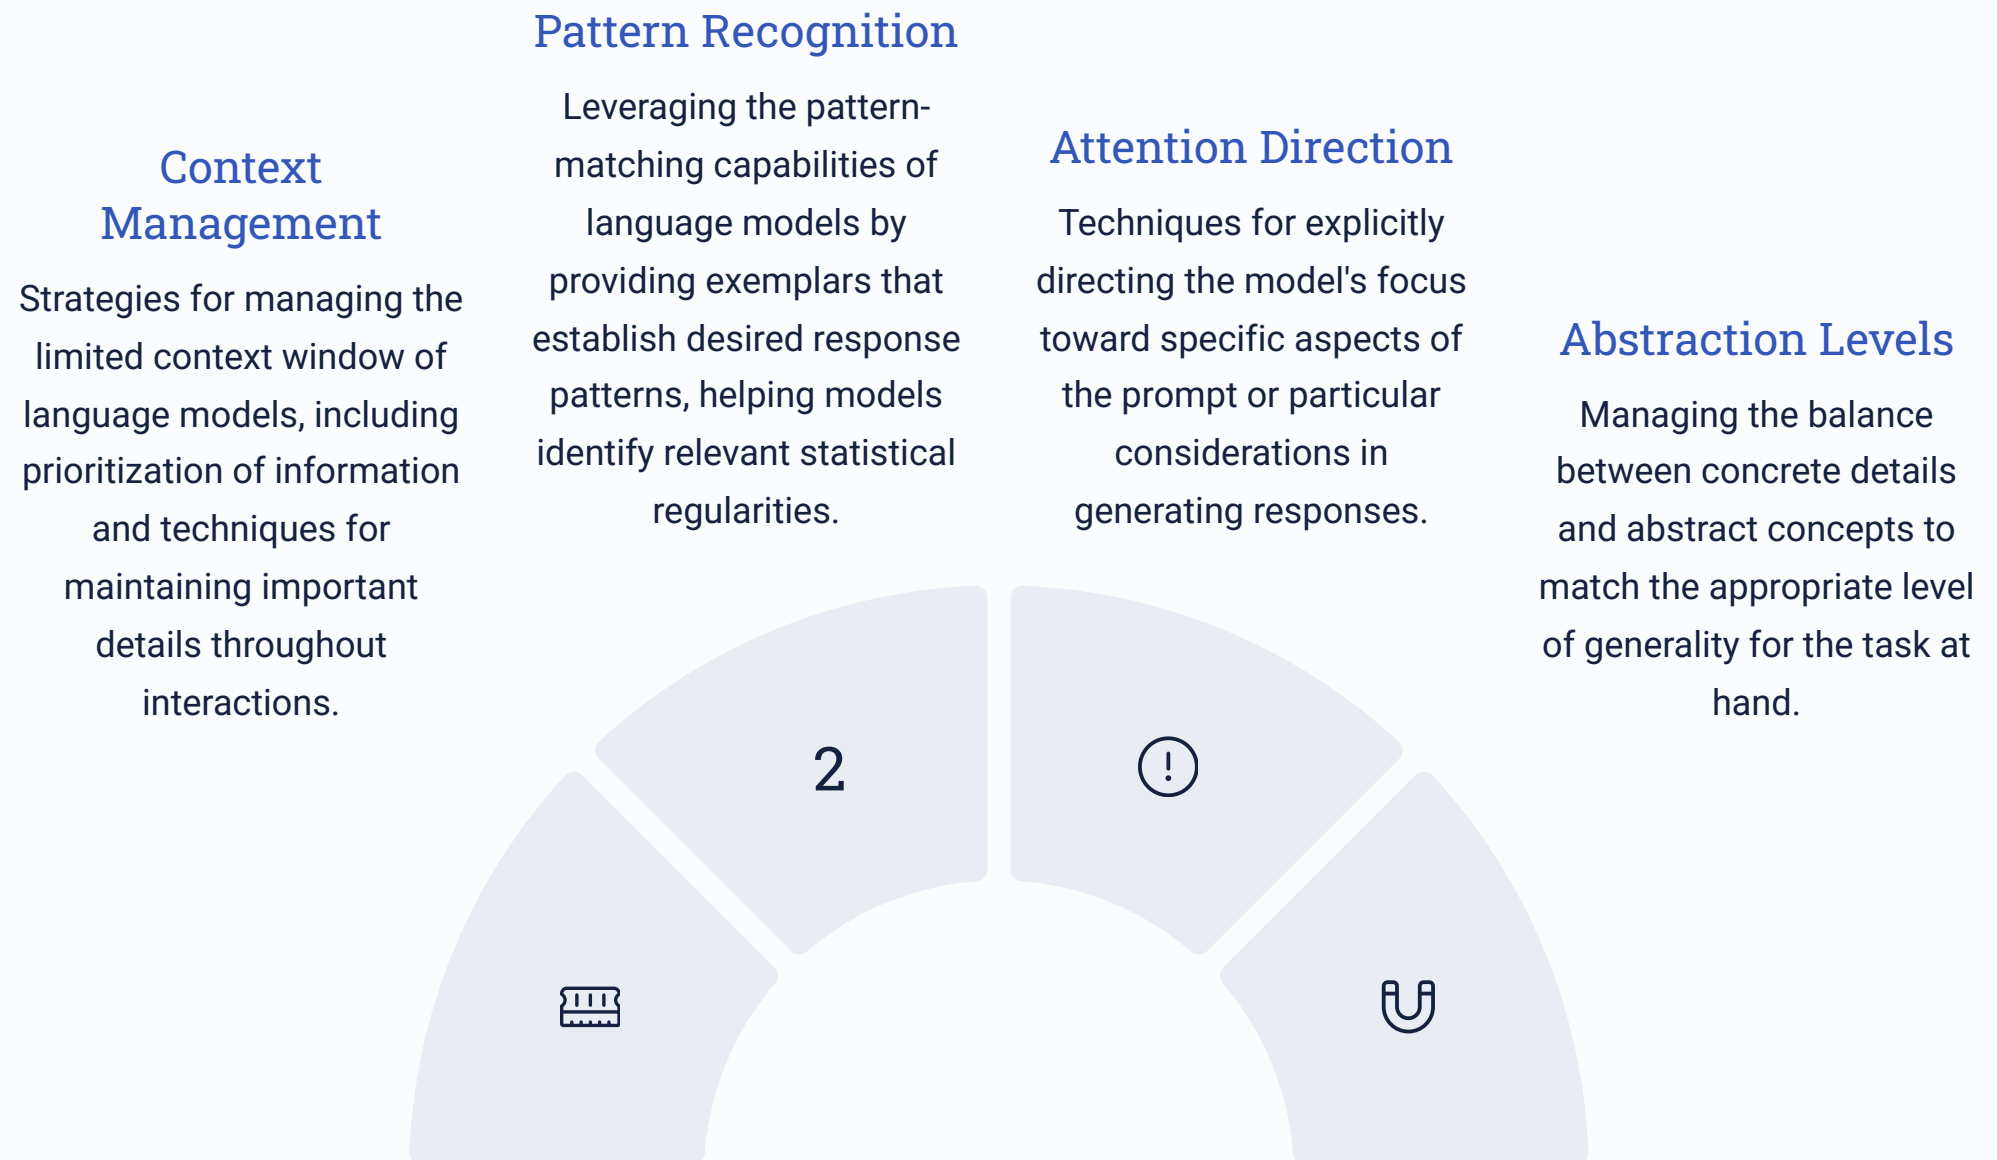 Pattern Recognition
Leveraging the pattern-
matching capabilities of
language models by
providing exemplars that
establish desired response
patterns, helping models
identify relevant statistical
regularities.
Context
Management
Strategies for managing the
limited context window of
language models, including
prioritization of information
and techniques for
maintaining important
details throughout
interactions.
Attention Direction
Techniques for explicitly
directing the model's focus
toward specific aspects of
the prompt or particular
considerations in
generating responses.
Abstraction Levels
Managing the balance
between concrete details
and abstract concepts to
match the appropriate level
of generality for the task at
hand.
2